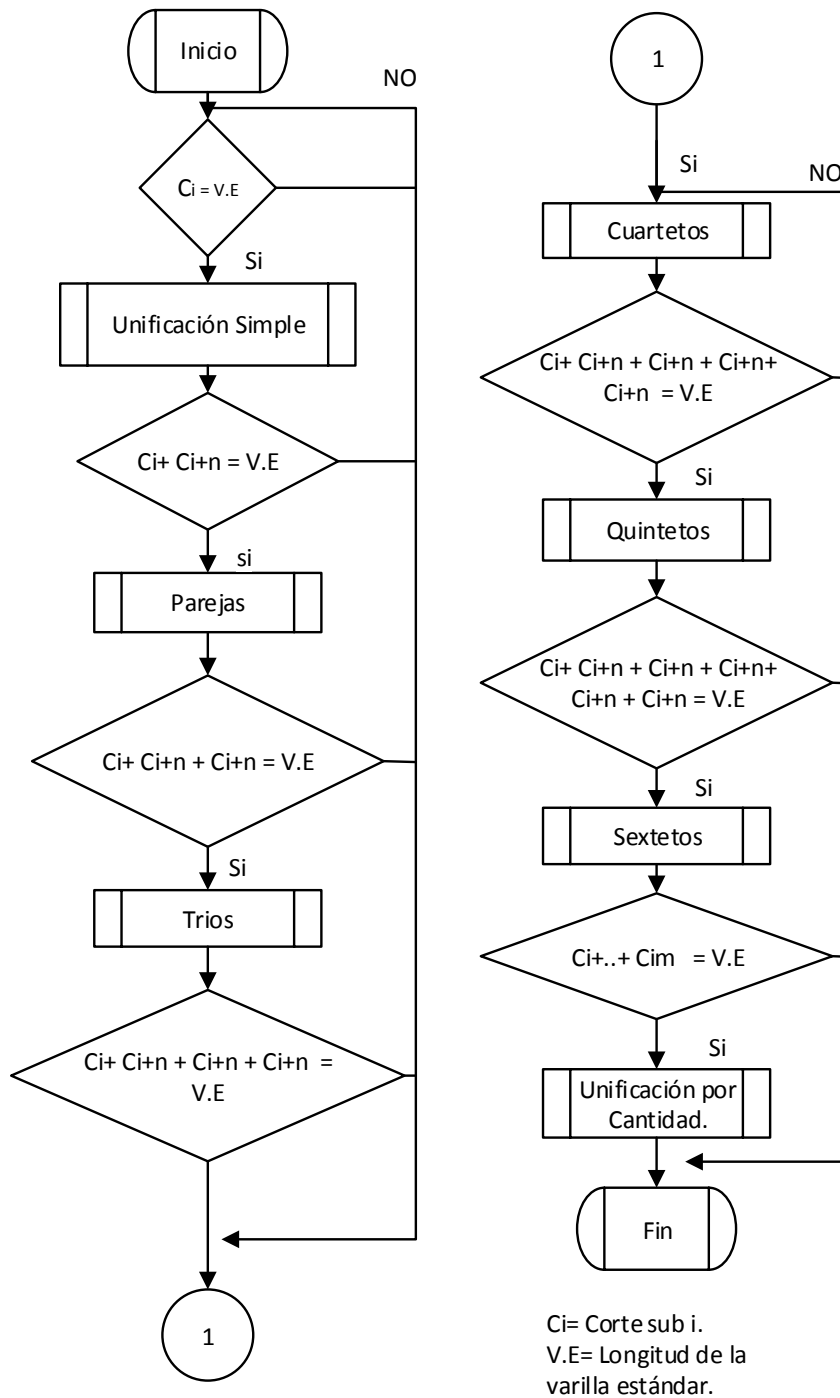 Inicio
NO
Ci = V.E
Si
Unificación Simple
Ci+ Ci+n = V.E
si
Parejas
Ci+ Ci+n + Ci+n = V.E
Si
Trios
Ci+ Ci+n + Ci+n + Ci+n =
V.E
1
1
Si
NO
Cuartetos
Ci+ Ci+n + Ci+n + Ci+n+
Ci+n = V.E
Si
Quintetos
Ci+ Ci+n + Ci+n + Ci+n+
Ci+n + Ci+n = V.E
Si
Sextetos
Ci+..+ Cim = V.E
Si
Unificación por
Cantidad.
Fin
Ci= Corte sub i.
V.E= Longitud de la
varilla estándar.